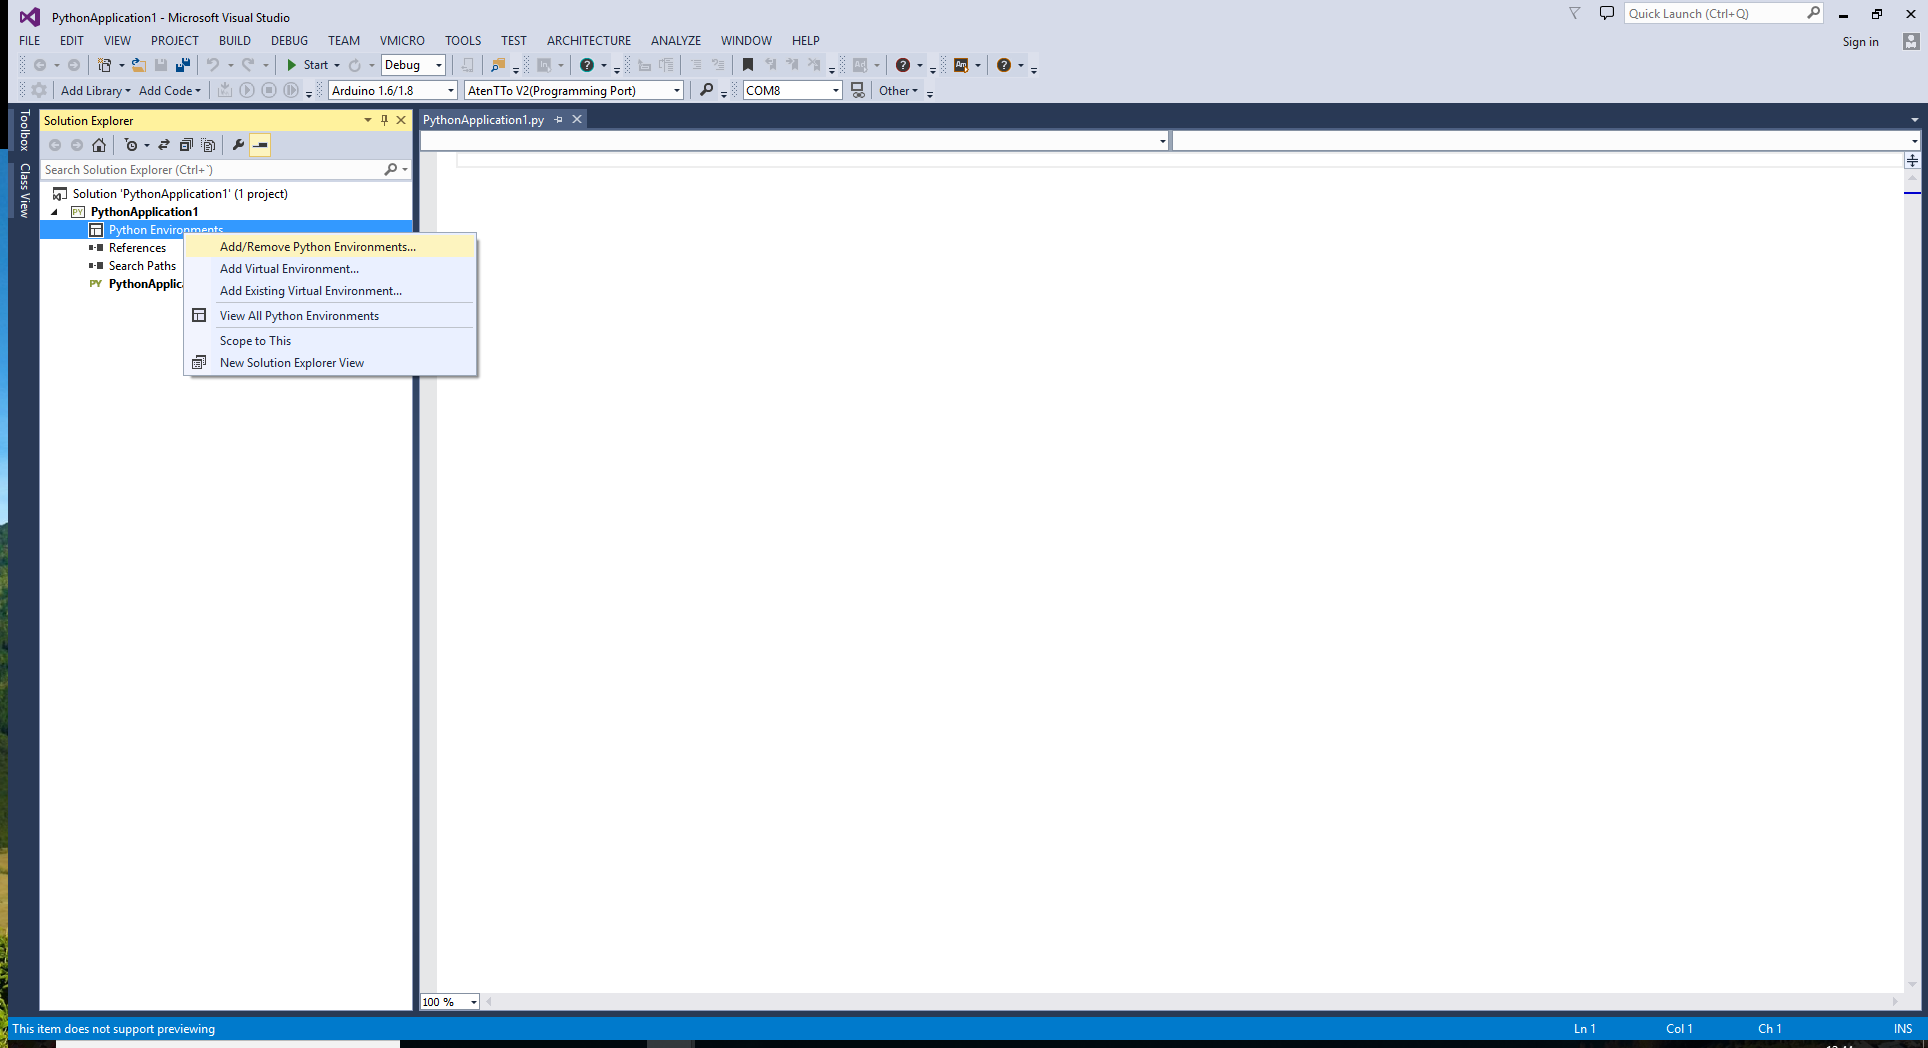 PythonApplication1 - Microsoft Visual Studio
Quick Launch (Ctrl+Q)
FILE EDIT VIEW PROJECT BUILD DEBUG TEAM VMICRO TOOLS TEST ARCHITECTURE ANALYZE WINDOW HELP
Sign in
Start Debug
Add Library Add Code Arduino 1.6/1.8 AtenTTo V2(Programming Port) COM8 Other
Toolbox
Class View
Solution Explorer
PythonApplication1.py
Search Solution Explorer (Ctrl+`)
Solution 'PythonApplication1' (1 project)
PY PythonApplication1
Python Environments
References
Search Paths
PY PythonApplic
Add/Remove Python Environments...
Add Virtual Environment...
Add Existing Virtual Environment...
View All Python Environments
Scope to This
New Solution Explorer View
100 %
This item does not support previewing
Ln 1 Col 1 Ch 1 INS